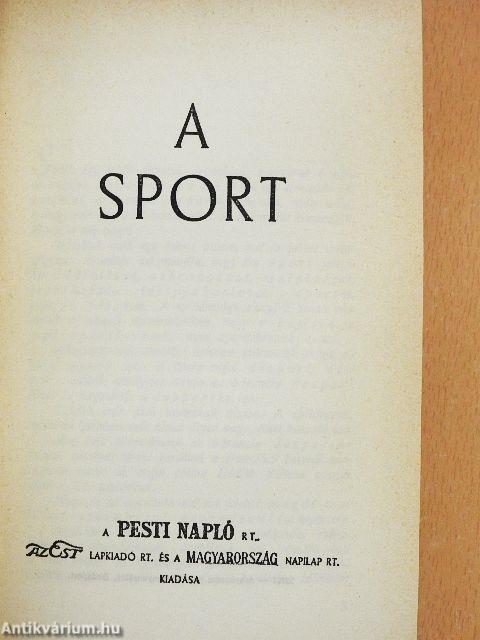 A
SPORT
A PESTI NAPLÓ RT.,
AZ EST LAPKIADÓ RT. ÉS A MAGYARORSZÁG NAPILAP RT.
KIADÁSA
Antikvárium.hu